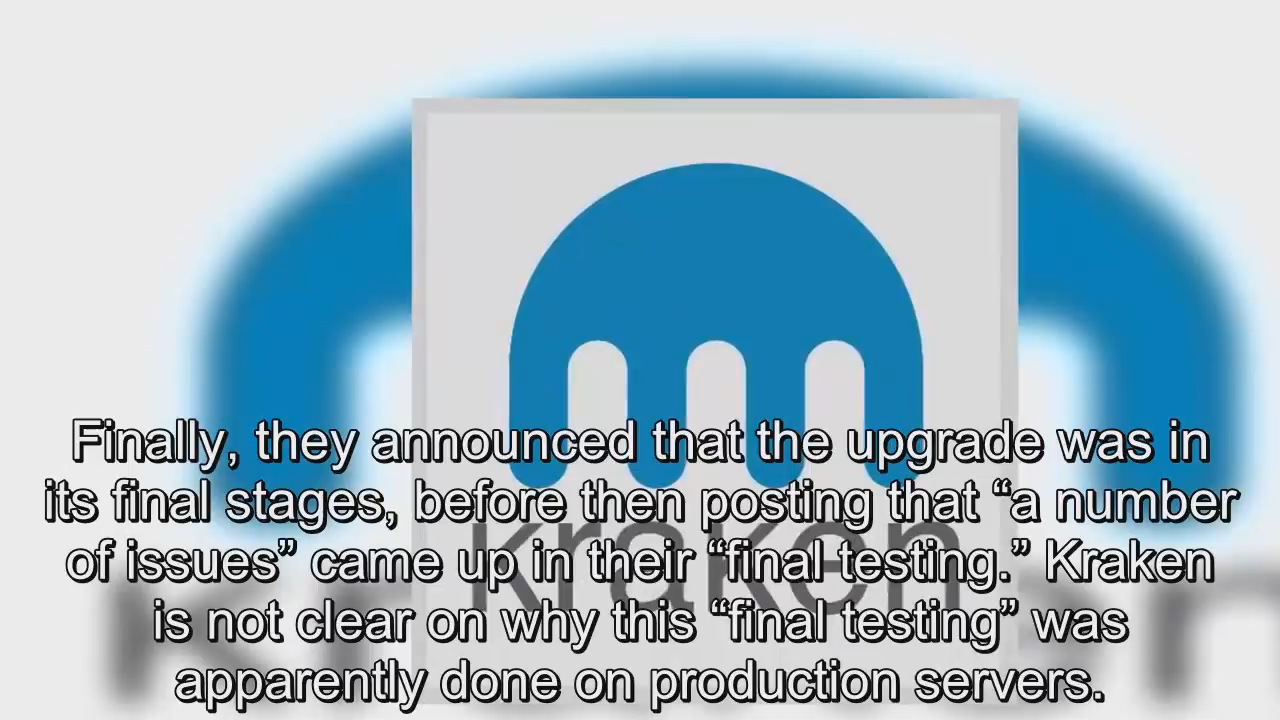 Finally, they announced that the upgrade was in
its final stages, before then posting that “a number
of issues” came up in their “final testing.” Kraken
is not clear on why this “final testing” was
apparently done on production servers.
kraken